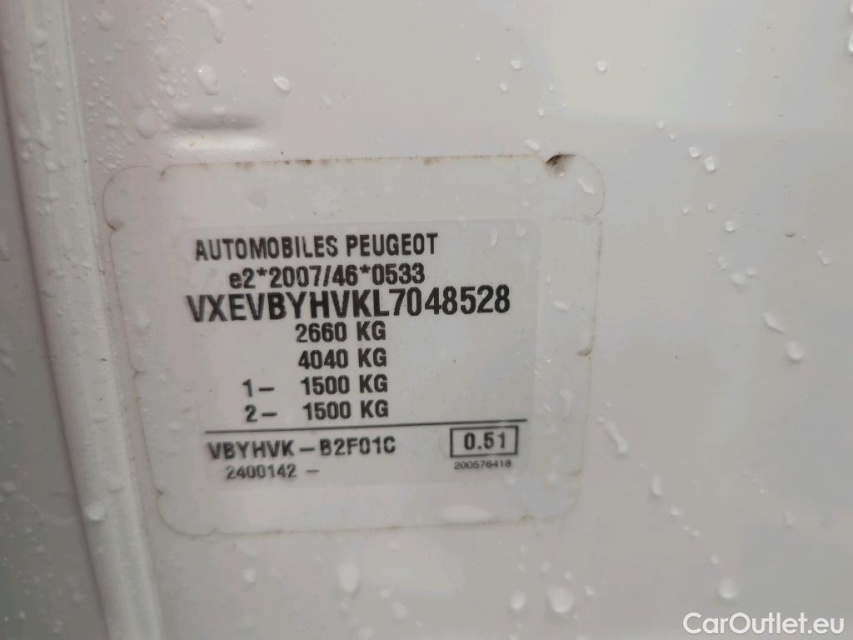 AUTOMOBILES PEUGEOT
e2*2007/46*0533
VXEVBYHVKL7048528
2660 KG
4040 KG
1- 1500 KG
2- 1500 KG
VBYHVK-B2F01C 0.51
2400142 - 200576418
CarOutlet.eu